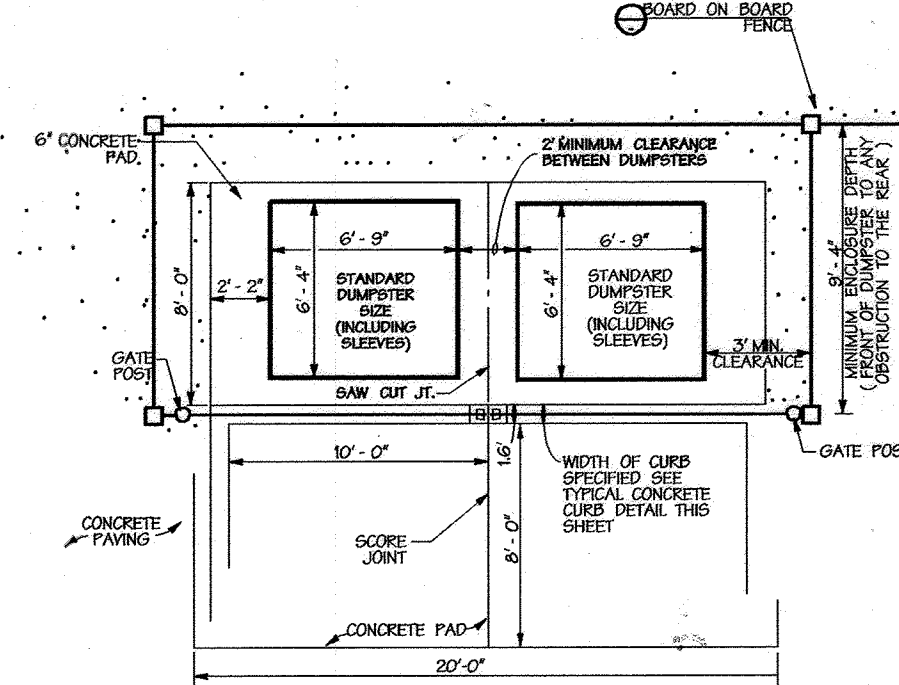 BOARD ON BOARD
FENCE
6" CONCRETE
PAD
2' MINIMUM CLEARANCE
BETWEEN DUMPSTERS
9'-4"
MINIMUM ENCLOSURE DEPTH
( FRONT OF DUMPSTER TO ANY
OBSTRUCTION TO THE REAR )
6'-9"
6'-9"
8'-0"
2'-2"
6'-4"
STANDARD
DUMPSTER
SIZE
(INCLUDING
SLEEVES)
6'-4"
STANDARD
DUMPSTER
SIZE
(INCLUDING
SLEEVES)
3' MIN.
CLEARANCE
GATE
POST
SAW CUT JT.
10'-0"
1.6'
WIDTH OF CURB
SPECIFIED SEE
TYPICAL CONCRETE
CURB DETAIL THIS
SHEET
GATE POS
CONCRETE
PAVING
SCORE
JOINT
8'-0"
CONCRETE PAD
20'-0"